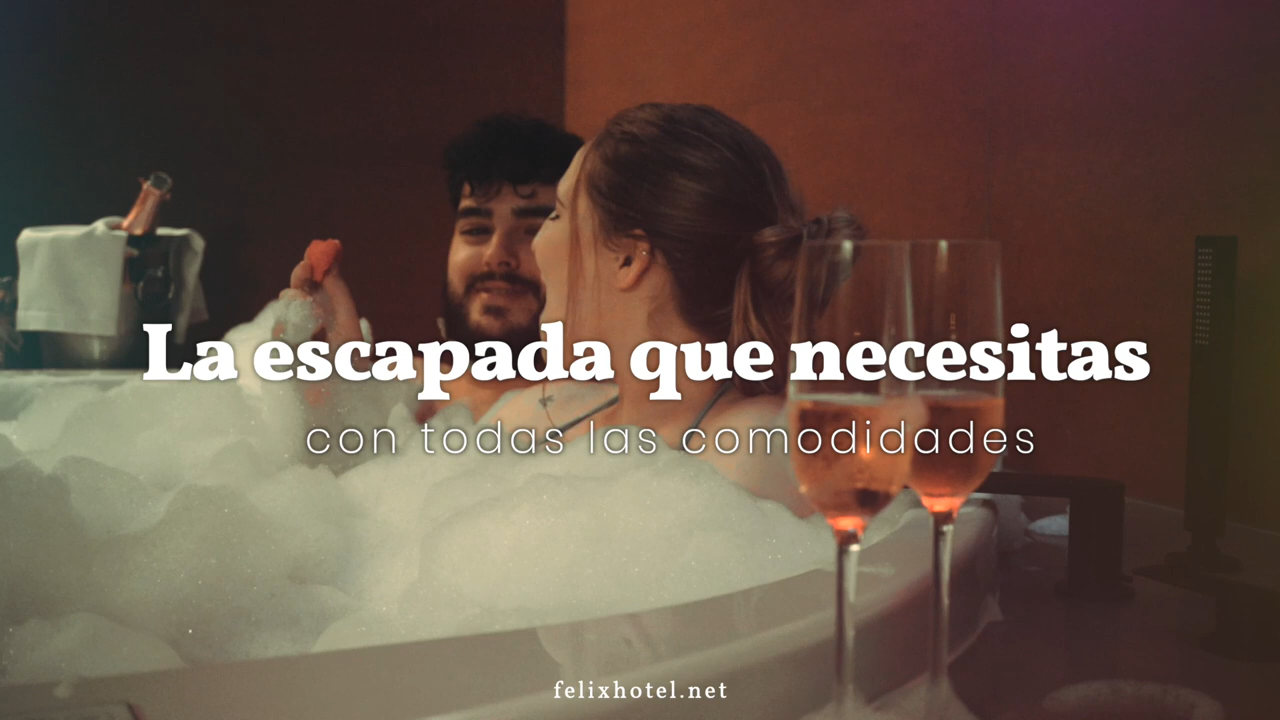 La escapada que necesitas
con todas las comodidades
felixhotel.net